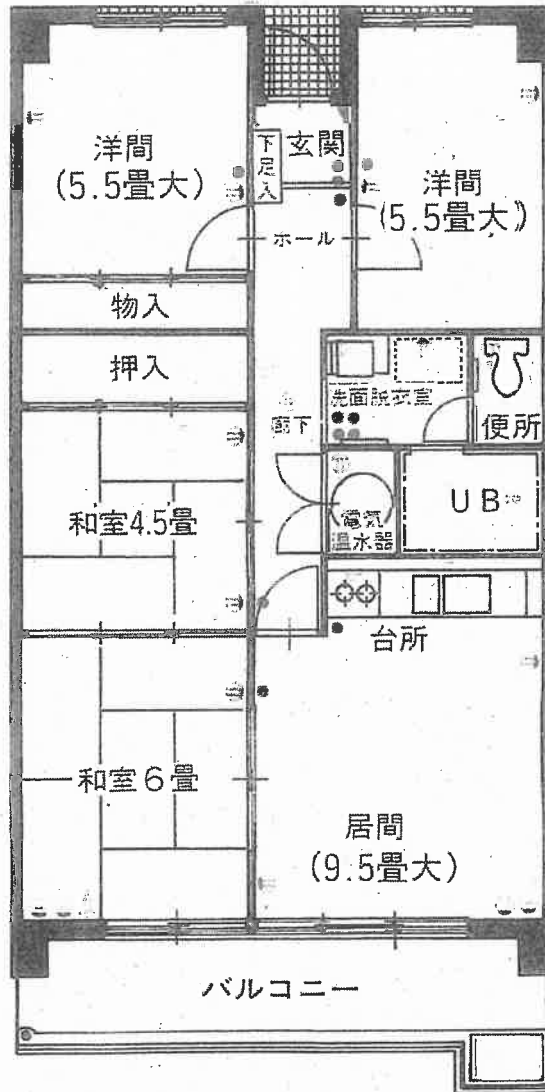 洋間
(5.5畳大)
下足入
玄関
洋間
(5.5畳大)
ホール
物入
押入
洗面脱衣室
便所
廊下
和室4.5畳
電気
温水器
UB
台所
和室6畳
居間
(9.5畳大)
バルコニー